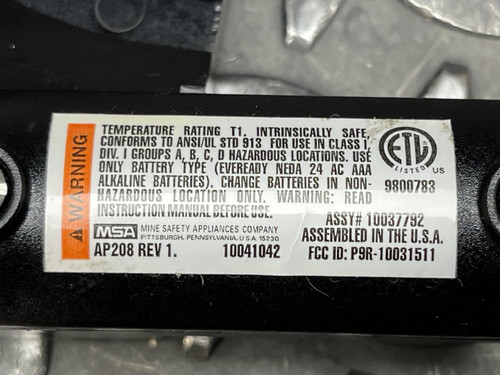 WARNING
TEMPERATURE RATING T1. INTRINSICALLY SAFE.
CONFORMS TO ANSI/UL STD 913 FOR USE IN CLASS I,
DIV. I GROUPS A, B, C, D HAZARDOUS LOCATIONS. USE
ONLY BATTERY TYPE (EVEREADY NEDA 24 AC AAA
ALKALINE BATTERIES). CHANGE BATTERIES IN NON-
HAZARDOUS LOCATION ONLY. WARNING: READ
INSTRUCTION MANUAL BEFORE USE.
ETL
LISTED US
9800783
MSA MINE SAFETY APPLIANCES COMPANY
PITTSBURGH, PENNSYLVANIA, U.S.A. 15230
AP208 REV 1. 10041042
ASSY# 10037792
ASSEMBLED IN THE U.S.A.
FCC ID: P9R-10031511